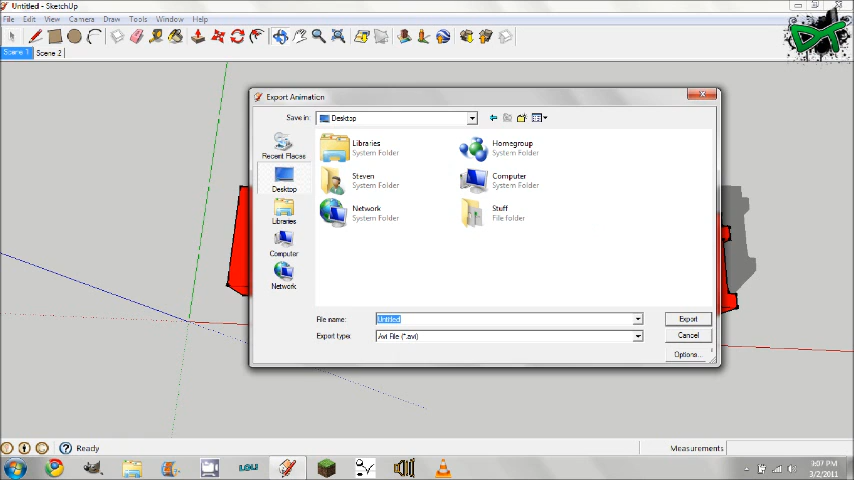 Untitled - SketchUp
File Edit View Camera Draw Tools Window Help
Scene 1 Scene 2
DT
Export Animation
Save in: Desktop
Recent Places
Desktop
Libraries
Computer
Network
Libraries
System Folder
Homegroup
System Folder
Steven
System Folder
Computer
System Folder
Network
System Folder
Stuff
File folder
File name: Untitled Export
Export type: Avi File (*.avi) Cancel
Options...
Ready Measurements
3:07 PM
3/2/2011